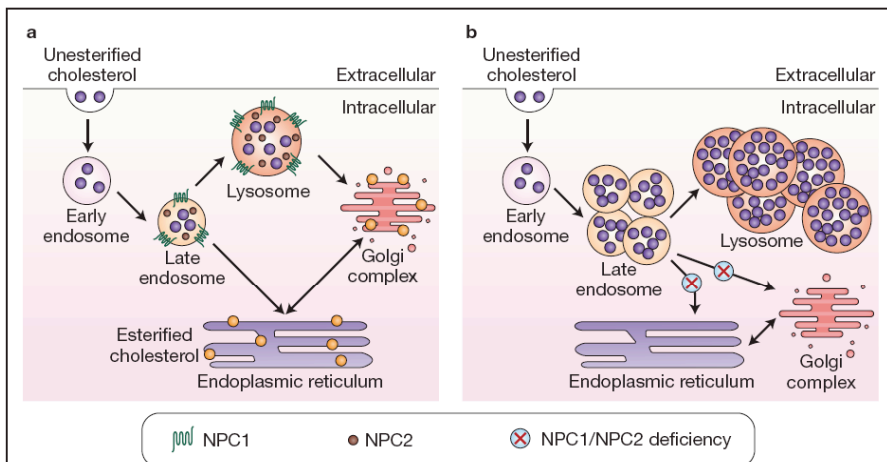 a
Unesterified
cholesterol
Extracellular
Intracellular
Early
endosome
Late
endosome
Lysosome
Golgi
complex
Esterified
cholesterol
Endoplasmic reticulum
b
Unesterified
cholesterol
Extracellular
Intracellular
Early
endosome
Late
endosome
Lysosome
Golgi
complex
Endoplasmic reticulum
NPC1
NPC2
NPC1/NPC2 deficiency